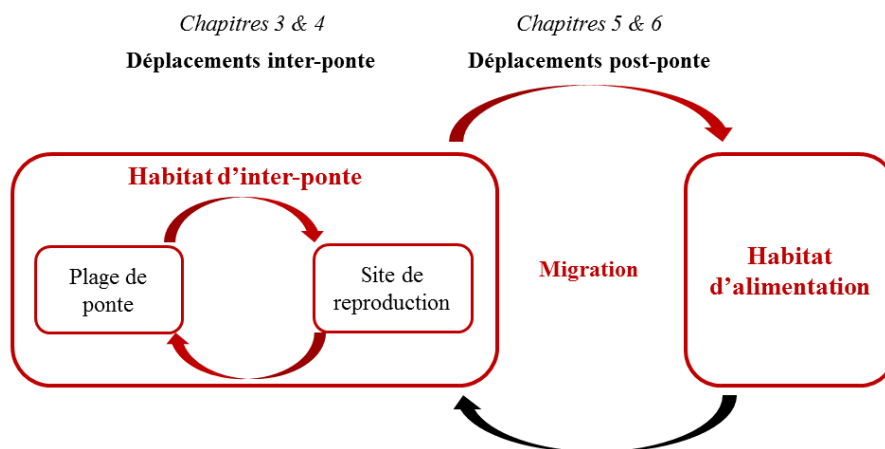 Chapitres 3 & 4
Déplacements inter-ponte
Chapitres 5 & 6
Déplacements post-ponte
Habitat d’inter-ponte
Plage de
ponte
Site de
reproduction
Migration
Habitat
d’alimentation